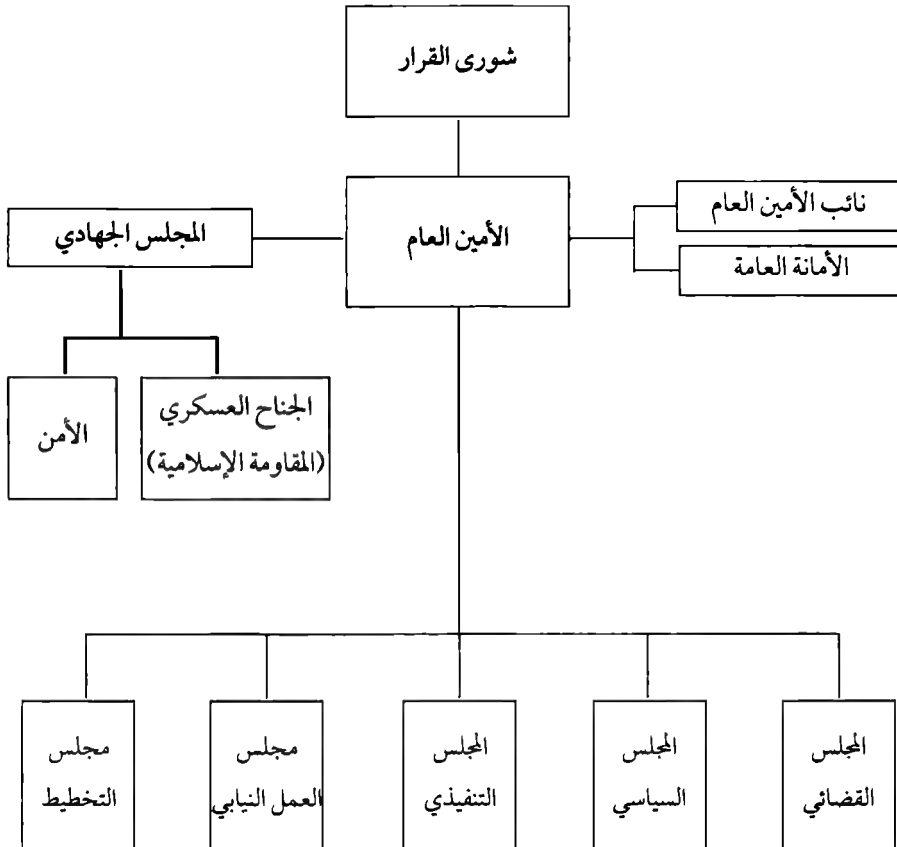 شورى القرار
نائب الأمين العام
الأمين العام
المجلس الجهادي
الأمانة العامة
الجناح العسكري
(المقاومة الإسلامية)
الأمن
المجلس
القضائي
المجلس
السياسي
المجلس
التنفيذي
مجلس
العمل النيابي
مجلس
التخطيط